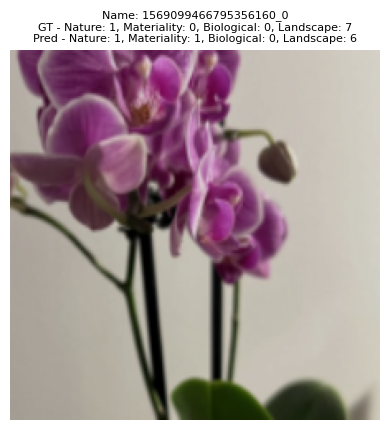 Name: 1569099466795356160_0
GT - Nature: 1, Materiality: 0, Biological: 0, Landscape: 7
Pred - Nature: 1, Materiality: 1, Biological: 0, Landscape: 6